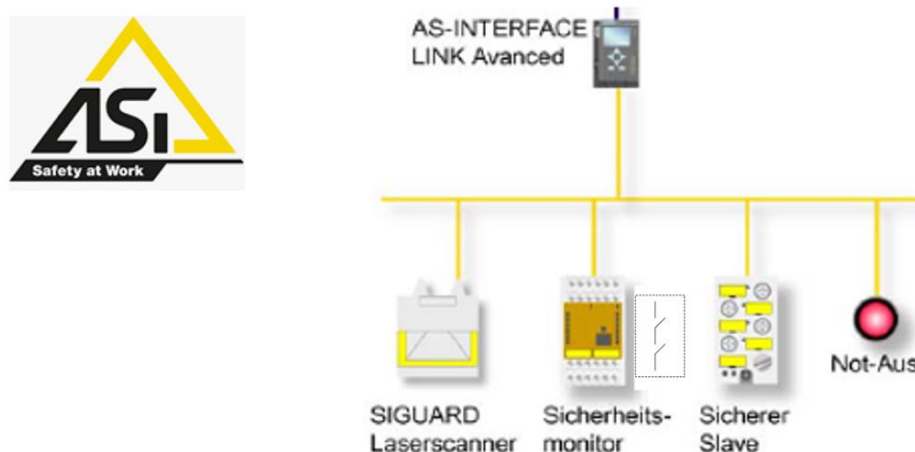 ASi
Safety at Work
AS-INTERFACE
LINK Avanced
SIGUARD
Laserscanner
Sicherheits-
monitor
Sicherer
Slave
Not-Aus